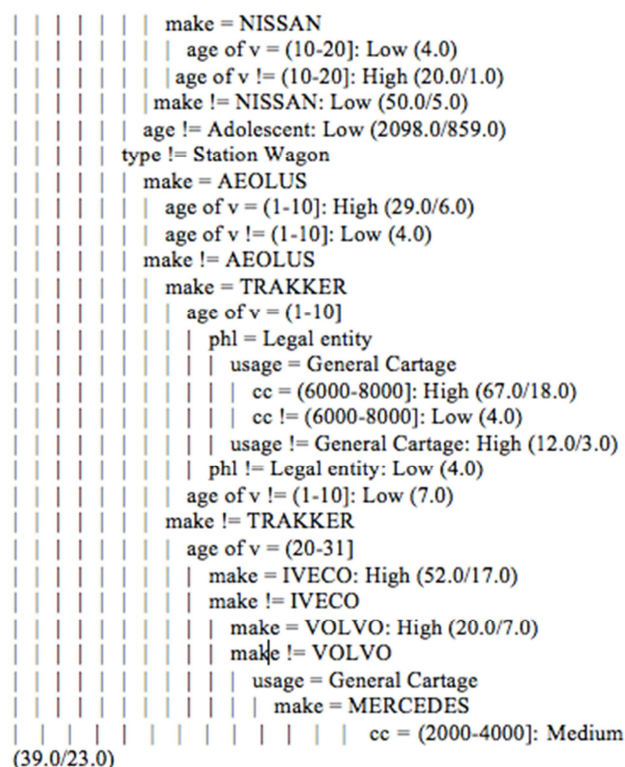 | | | | | | | make = NISSAN
| | | | | | | | age of v = (10-20]: Low (4.0)
| | | | | | | | age of v != (10-20]: High (20.0/1.0)
| | | | | | | make != NISSAN: Low (50.0/5.0)
| | | | | | age != Adolescent: Low (2098.0/859.0)
| | | | | type != Station Wagon
| | | | | | make = AEOLUS
| | | | | | | age of v = (1-10]: High (29.0/6.0)
| | | | | | | age of v != (1-10]: Low (4.0)
| | | | | | make != AEOLUS
| | | | | | | make = TRAKKER
| | | | | | | | age of v = (1-10]
| | | | | | | | | phl = Legal entity
| | | | | | | | | | usage = General Cartage
| | | | | | | | | | | cc = (6000-8000]: High (67.0/18.0)
| | | | | | | | | | | cc != (6000-8000]: Low (4.0)
| | | | | | | | | | usage != General Cartage: High (12.0/3.0)
| | | | | | | | | phl != Legal entity: Low (4.0)
| | | | | | | | age of v != (1-10]: Low (7.0)
| | | | | | | make != TRAKKER
| | | | | | | | age of v = (20-31]
| | | | | | | | | make = IVECO: High (52.0/17.0)
| | | | | | | | | make != IVECO
| | | | | | | | | | make = VOLVO: High (20.0/7.0)
| | | | | | | | | | make != VOLVO
| | | | | | | | | | | usage = General Cartage
| | | | | | | | | | | | make = MERCEDES
| | | | | | | | | | | | | cc = (2000-4000]: Medium
(39.0/23.0)